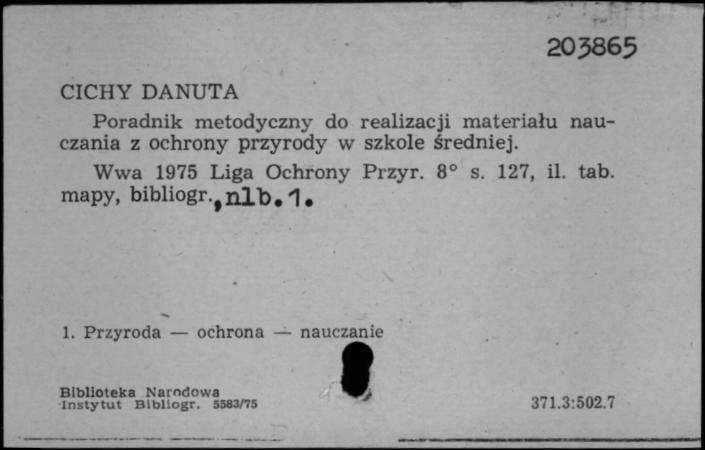 203865
CICHY DANUTA
Poradnik metodyczny do realizacji materiału nau-
czania z ochrony przyrody w szkole średniej.
Wwa 1975 Liga Ochrony Przyr. 8° s. 127, il. tab.
mapy, bibliogr., nlb. 1.
1. Przyroda — ochrona — nauczanie
Biblioteka Narodowa
Instytut Bibliogr. 5583/75
371.3:502.7